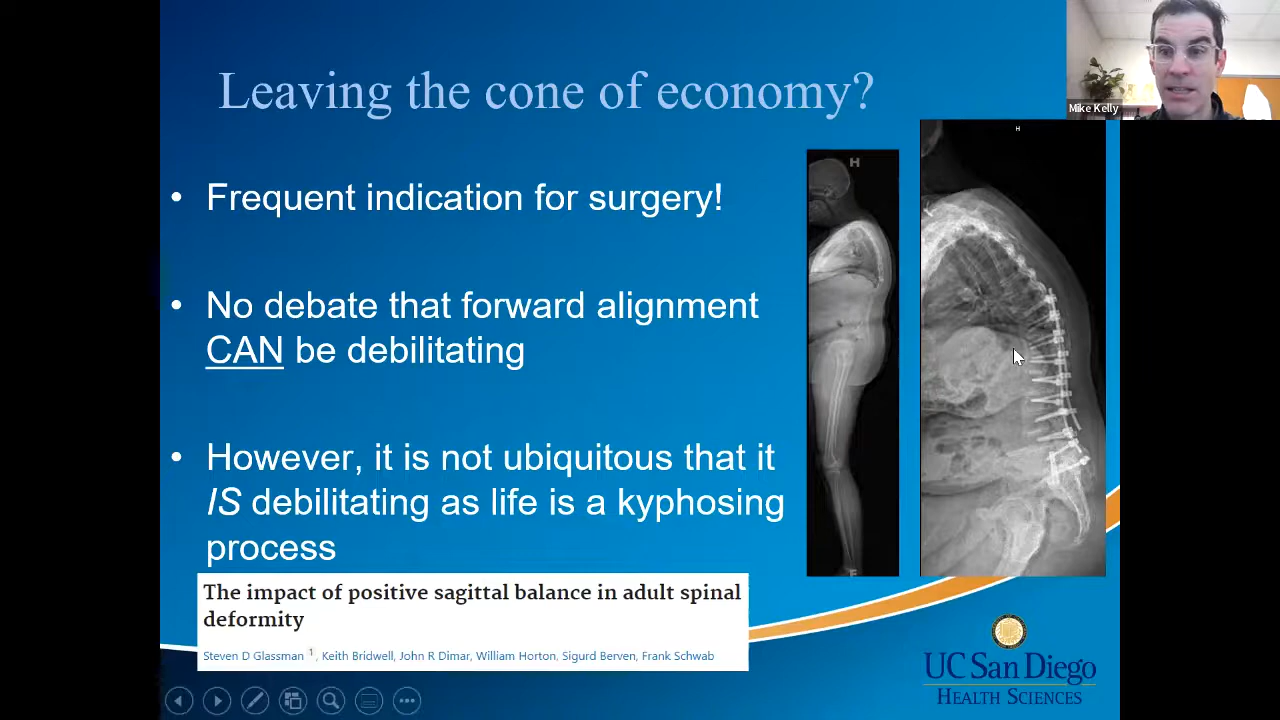 Leaving the cone of economy?
Mike Kelly
H
H
• Frequent indication for surgery!
• No debate that forward alignment
CAN be debilitating
• However, it is not ubiquitous that it
IS debilitating as life is a kyphosing
process
F
The impact of positive sagittal balance in adult spinal
deformity
Steven D Glassman 1, Keith Bridwell, John R Dimar, William Horton, Sigurd Berven, Frank Schwab
UC San Diego
HEALTH SCIENCES